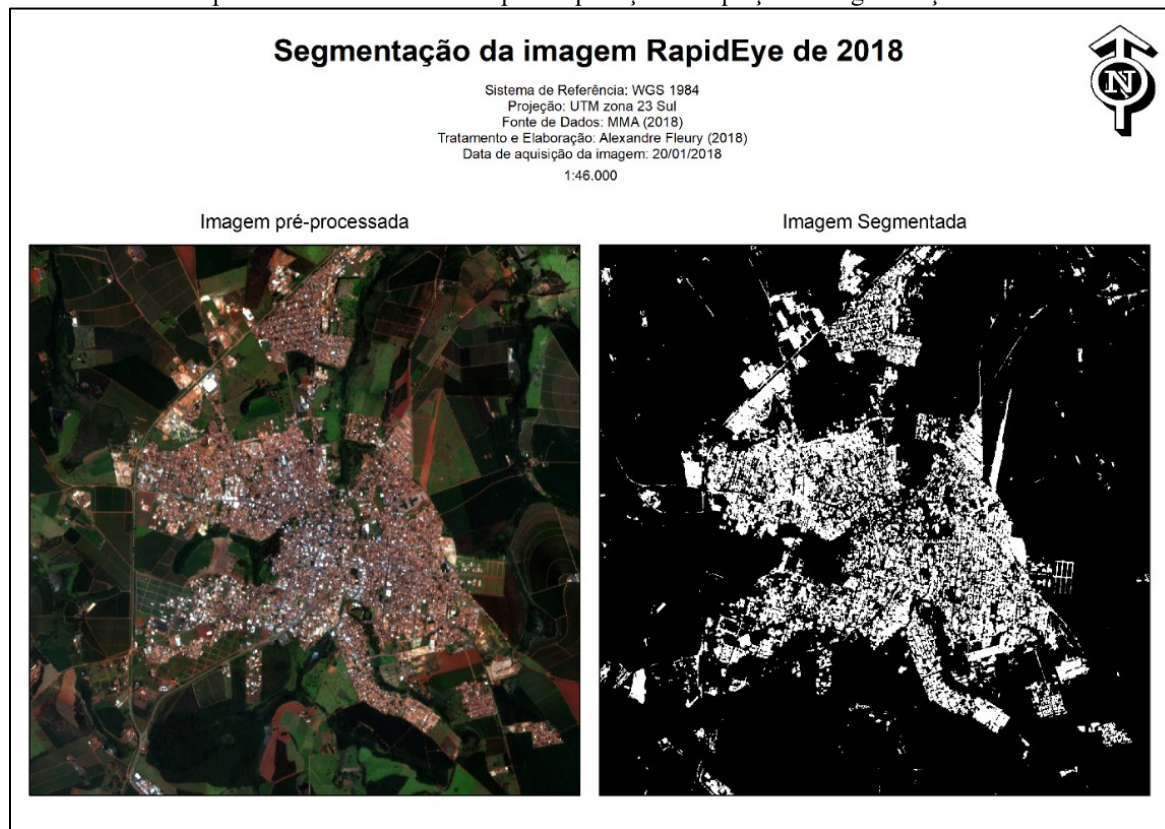 Segmentação da imagem RapidEye de 2018
N
Sistema de Referência: WGS 1984
Projeção: UTM zona 23 Sul
Fonte de Dados: MMA (2018)
Tratamento e Elaboração: Alexandre Fleury (2018)
Data de aquisição da imagem: 20/01/2018
1:46.000
Imagem pré-processada
Imagem Segmentada